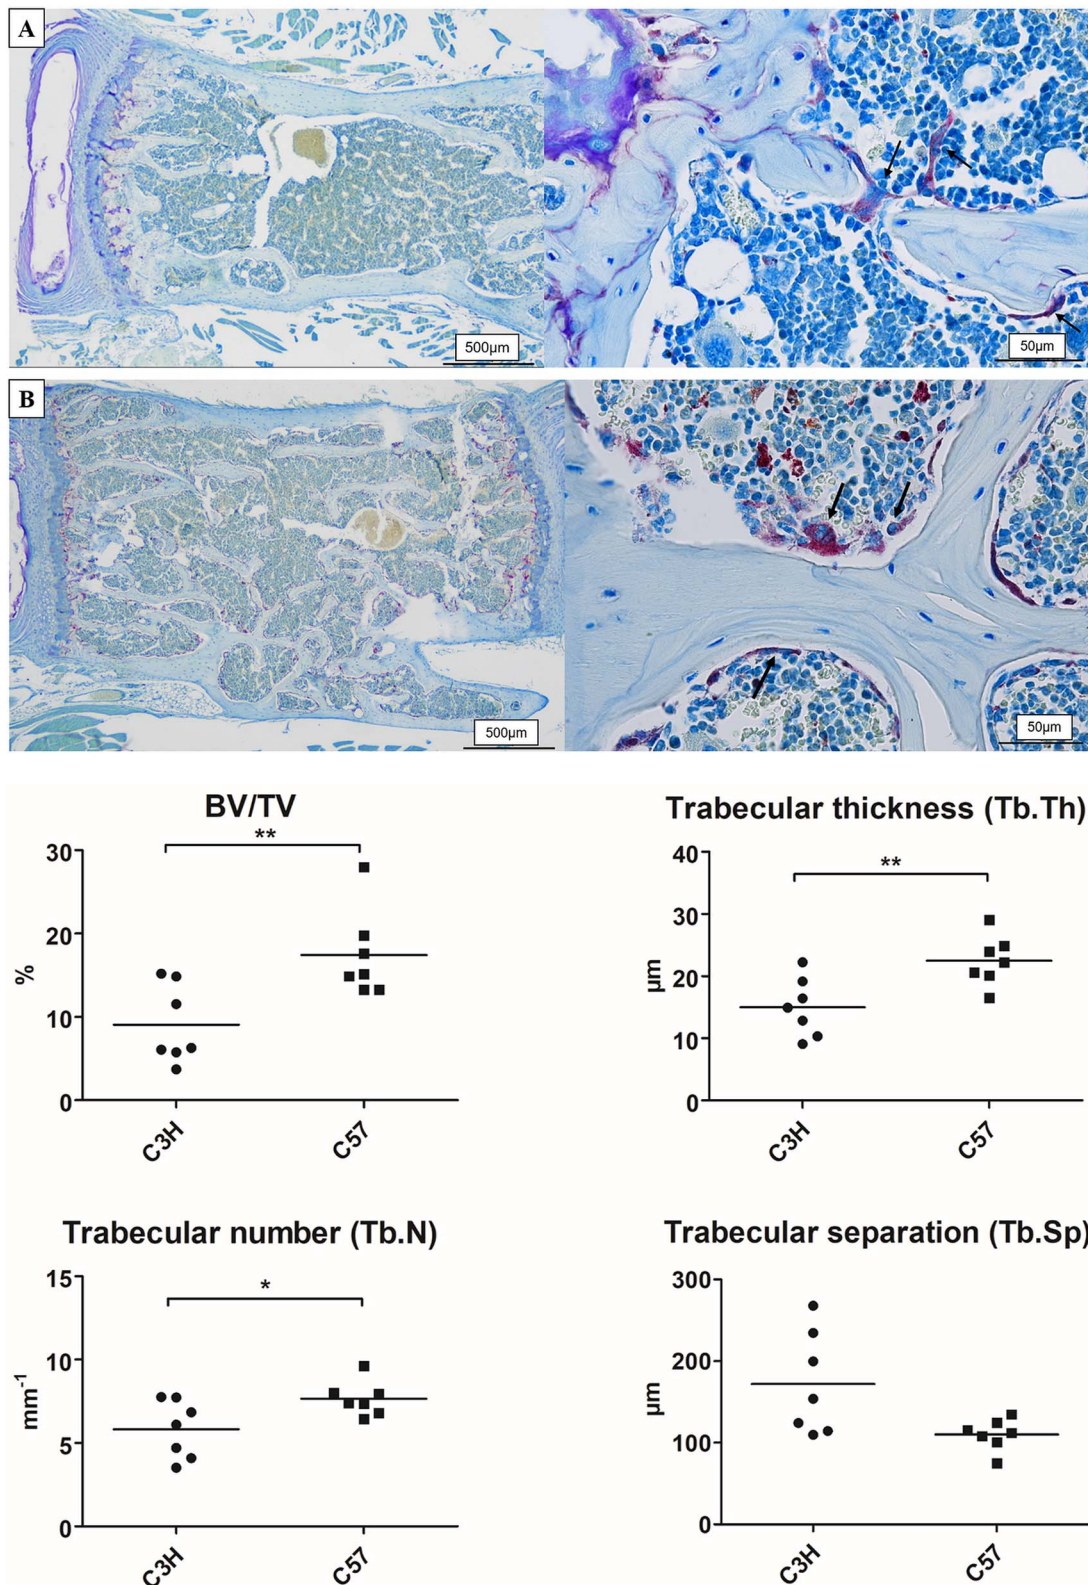 A
500µm
50µm
B
500µm
50µm
BV/TV
**
30
20
10
0
%
C3H
C57
Trabecular thickness (Tb.Th)
**
40
30
20
10
0
µm
C3H
C57
Trabecular number (Tb.N)
*
15
10
5
0
mm⁻¹
C3H
C57
Trabecular separation (Tb.Sp)
300
200
100
0
µm
C3H
C57